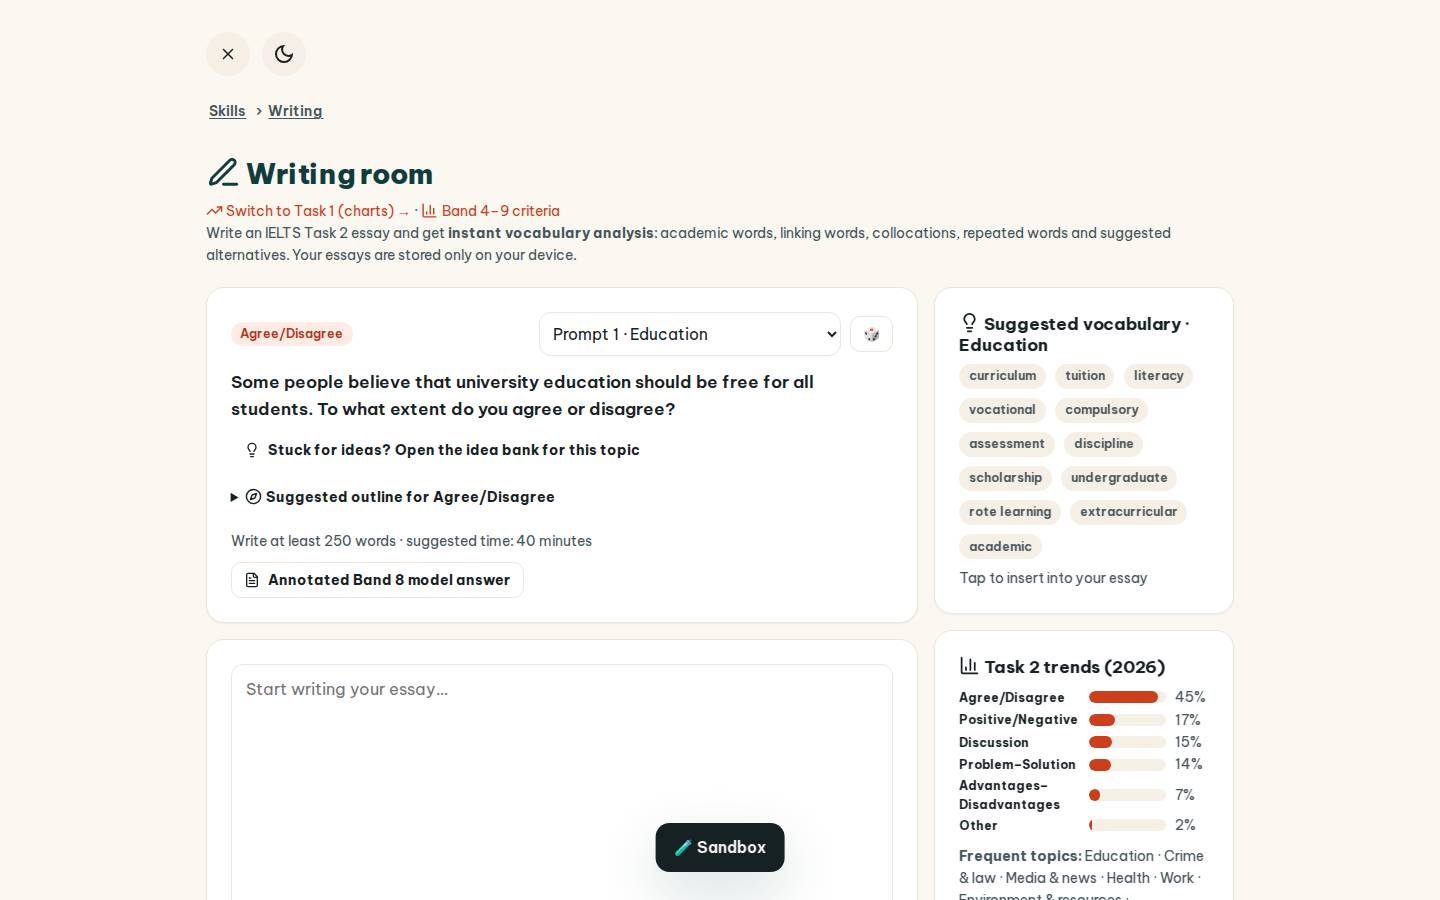 Skills › Writing
Writing room
Switch to Task 1 (charts) → · Band 4–9 criteria
Write an IELTS Task 2 essay and get instant vocabulary analysis: academic words, linking words, collocations, repeated words and suggested
alternatives. Your essays are stored only on your device.
Agree/Disagree
Prompt 1 · Education
Some people believe that university education should be free for all
students. To what extent do you agree or disagree?
Stuck for ideas? Open the idea bank for this topic
Suggested outline for Agree/Disagree
Write at least 250 words · suggested time: 40 minutes
Annotated Band 8 model answer
Start writing your essay...
Sandbox
Suggested vocabulary ·
Education
curriculum tuition literacy
vocational compulsory
assessment discipline
scholarship undergraduate
rote learning extracurricular
academic
Tap to insert into your essay
Task 2 trends (2026)
Agree/Disagree 45%
Positive/Negative 17%
Discussion 15%
Problem–Solution 14%
Advantages–
Disadvantages 7%
Other 2%
Frequent topics: Education · Crime
& law · Media & news · Health · Work ·
Environment & resources ·